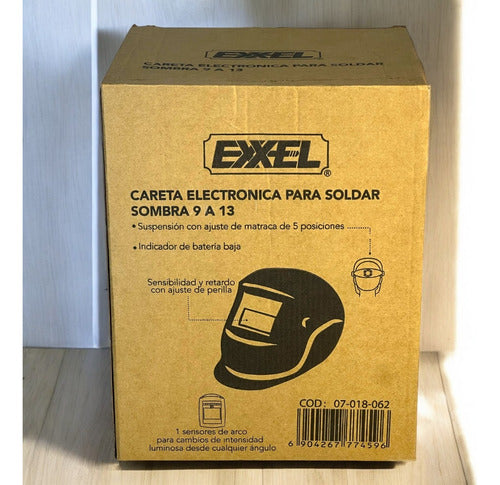 EXXEL
CARETA ELECTRONICA PARA SOLDAR
SOMBRA 9 A 13
EXXEL®
CARETA ELECTRONICA PARA SOLDAR
SOMBRA 9 A 13
• Suspensión con ajuste de matraca de 5 posiciones
• Indicador de batería baja
Sensibilidad y retardo
con ajuste de perilla
COD: 07-018-062
1 sensores de arco
para cambios de intensidad
luminosa desde cualquier ángulo
6 904267 774596